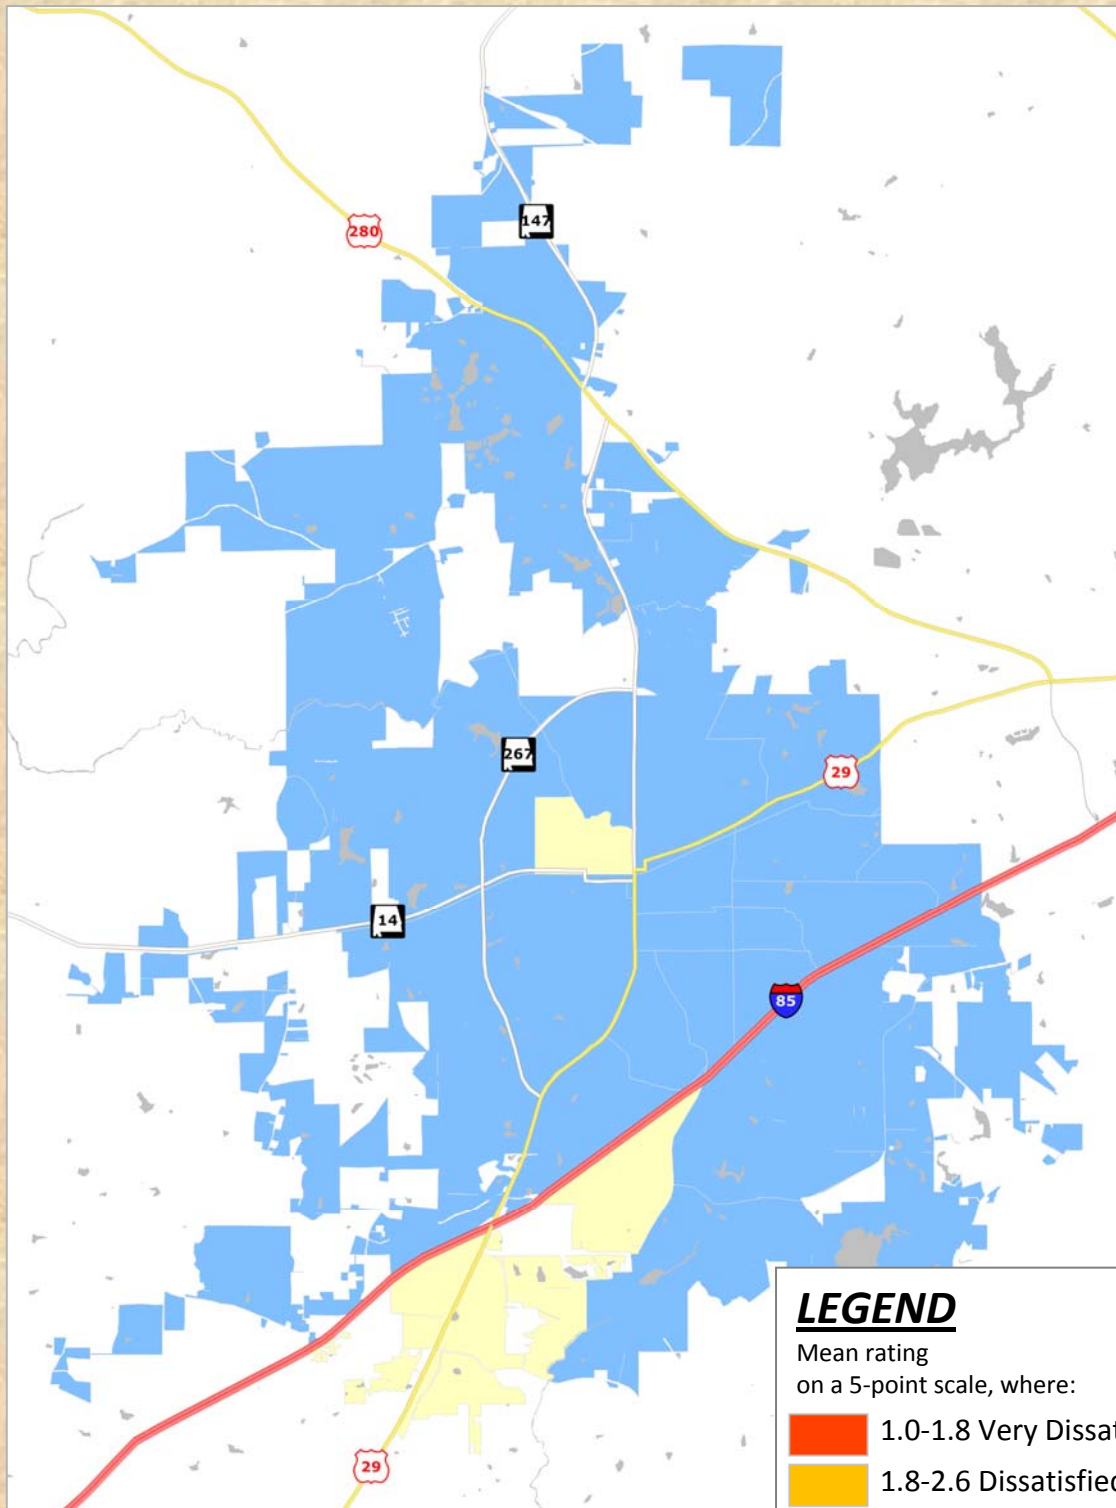 147
280
267
29
14
85
29
LEGEND
Mean rating
on a 5-point scale, where:
1.0-1.8 Very Dissat
1.8-2.6 Dissatisfied